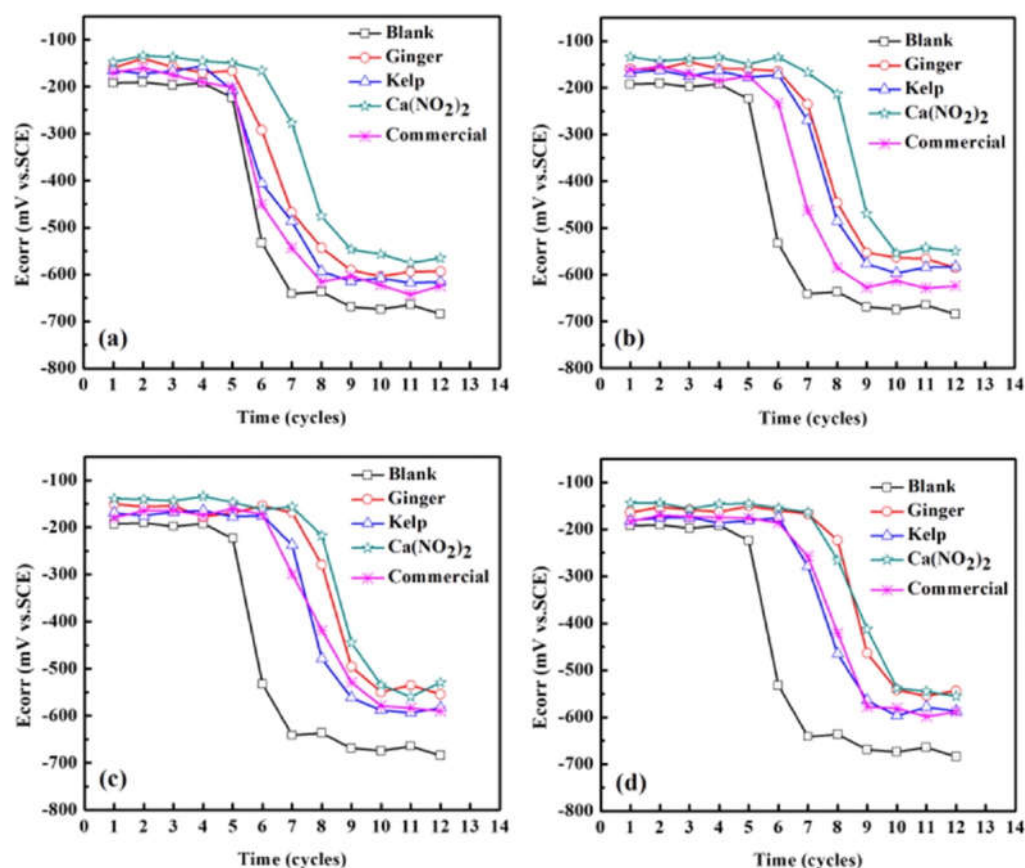 -100
-200
-300
-400
-500
-600
-700
-800
Ecorr (mV vs.SCE)
Blank
Ginger
Kelp
Ca(NO2)2
Commercial
(a)
0 1 2 3 4 5 6 7 8 9 10 11 12 13 14
Time (cycles)
-100
-200
-300
-400
-500
-600
-700
-800
Ecorr (mV vs.SCE)
Blank
Ginger
Kelp
Ca(NO2)2
Commercial
(b)
0 1 2 3 4 5 6 7 8 9 10 11 12 13 14
Time (cycles)
-100
-200
-300
-400
-500
-600
-700
-800
Ecorr (mV vs.SCE)
Blank
Ginger
Kelp
Ca(NO2)2
Commercial
(c)
0 1 2 3 4 5 6 7 8 9 10 11 12 13 14
Time (cycles)
-100
-200
-300
-400
-500
-600
-700
-800
Ecorr (mV vs.SCE)
Blank
Ginger
Kelp
Ca(NO2)2
Commercial
(d)
0 1 2 3 4 5 6 7 8 9 10 11 12 13 14
Time (cycles)